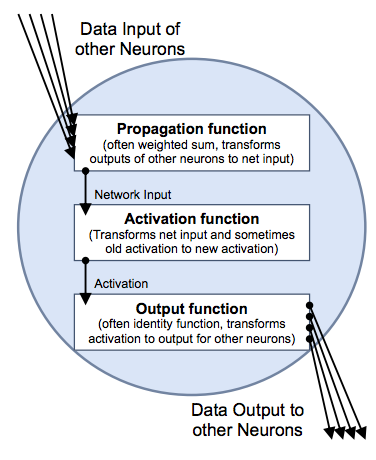 Data Input of
other Neurons
Propagation function
(often weighted sum, transforms
outputs of other neurons to net input)
Network Input
Activation function
(Transforms net input and sometimes
old activation to new activation)
Activation
Output function
(often identity function, transforms
activation to output for other neurons)
Data Output to
other Neurons